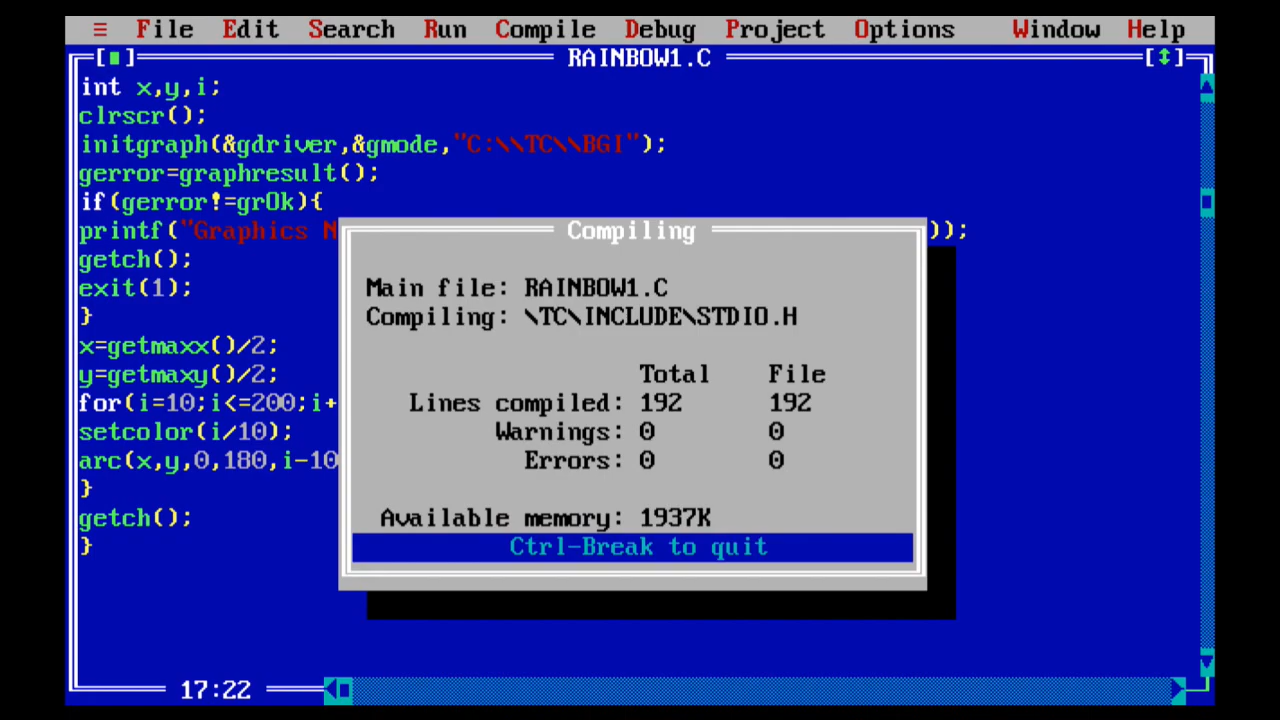 ≡ File Edit Search Run Compile Debug Project Options Window Help
[■] RAINBOW1.C [↕]
int x,y,i;
clrscr();
initgraph(&gdriver,&gmode,"C:\\TC\\BGI");
gerror=graphresult();
if(gerror!=grOk){
printf("Graphics N ));
getch();
exit(1);
}
x=getmaxx()/2;
y=getmaxy()/2;
for(i=10;i<=200;i+
setcolor(i/10);
arc(x,y,0,180,i-10
}
getch();
}
Compiling
Main file: RAINBOW1.C
Compiling: \TC\INCLUDE\STDIO.H
Total File
Lines compiled: 192 192
Warnings: 0 0
Errors: 0 0
Available memory: 1937K
Ctrl-Break to quit
17:22